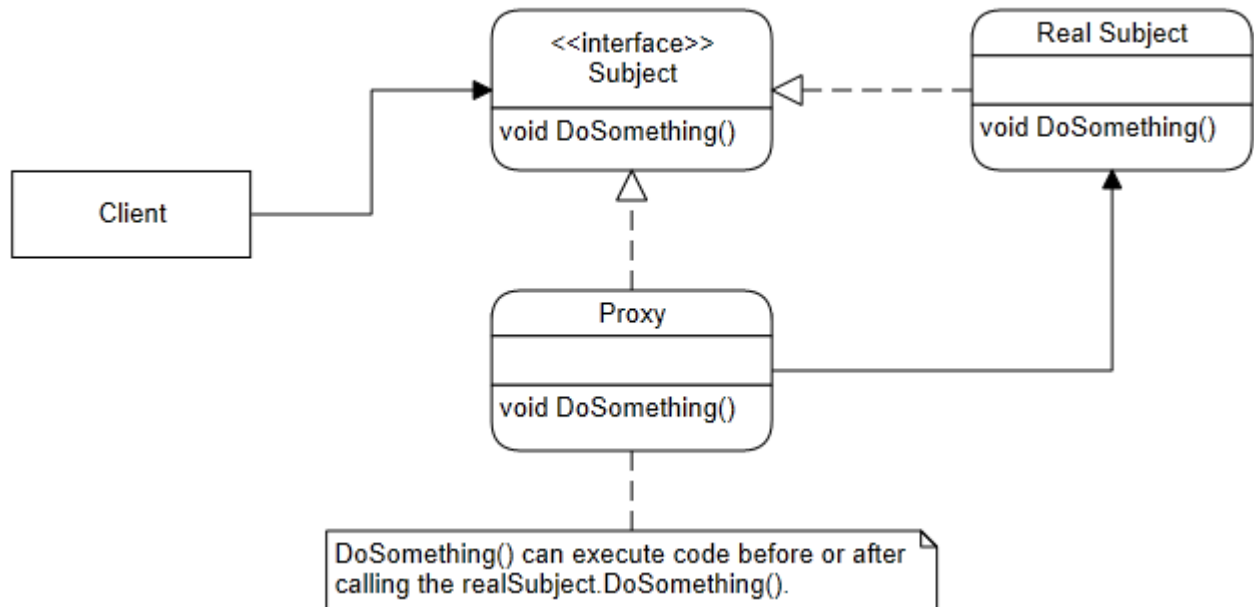 <<interface>>
Subject
void DoSomething()
Real Subject
void DoSomething()
Client
Proxy
void DoSomething()
DoSomething() can execute code before or after
calling the realSubject.DoSomething().